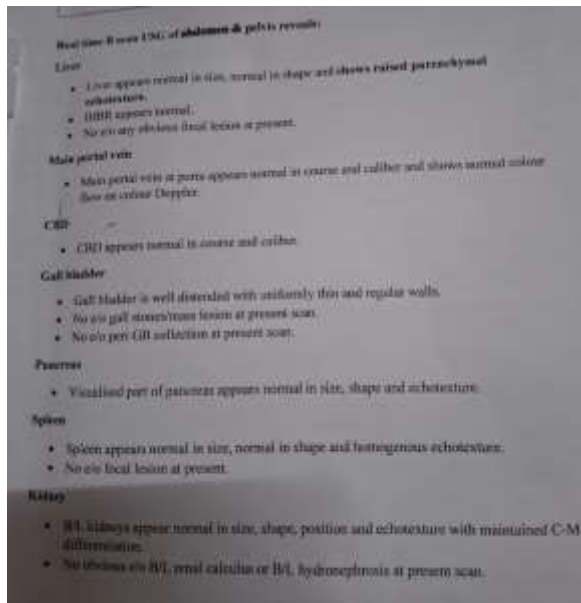 Real time B scan USG of abdomen & pelvis reveals:
Liver
• Liver appears normal in size, normal in shape and shows raised parenchymal
echotexture.
• IHBR appears normal.
• No e/o any obvious focal lesion at present.
Main portal vein
• Main portal vein at porta appears normal in course and caliber and shows normal colour
flow on colour Doppler.
CBD
• CBD appears normal in course and caliber.
Gall bladder
• Gall bladder is well distended with uniformly thin and regular walls.
• No e/o gall stones/mass lesion at present scan.
• No e/o peri GB collection at present scan.
Pancreas
• Visualised part of pancreas appears normal in size, shape and echotexture.
Spleen
• Spleen appears normal in size, normal in shape and homogenous echotexture.
• No e/o focal lesion at present.
Kidney
• B/L kidneys appear normal in size, shape, position and echotexture with maintained C-M
differentiation.
• No obvious e/o B/L renal calculus or B/L hydronephrosis at present scan.